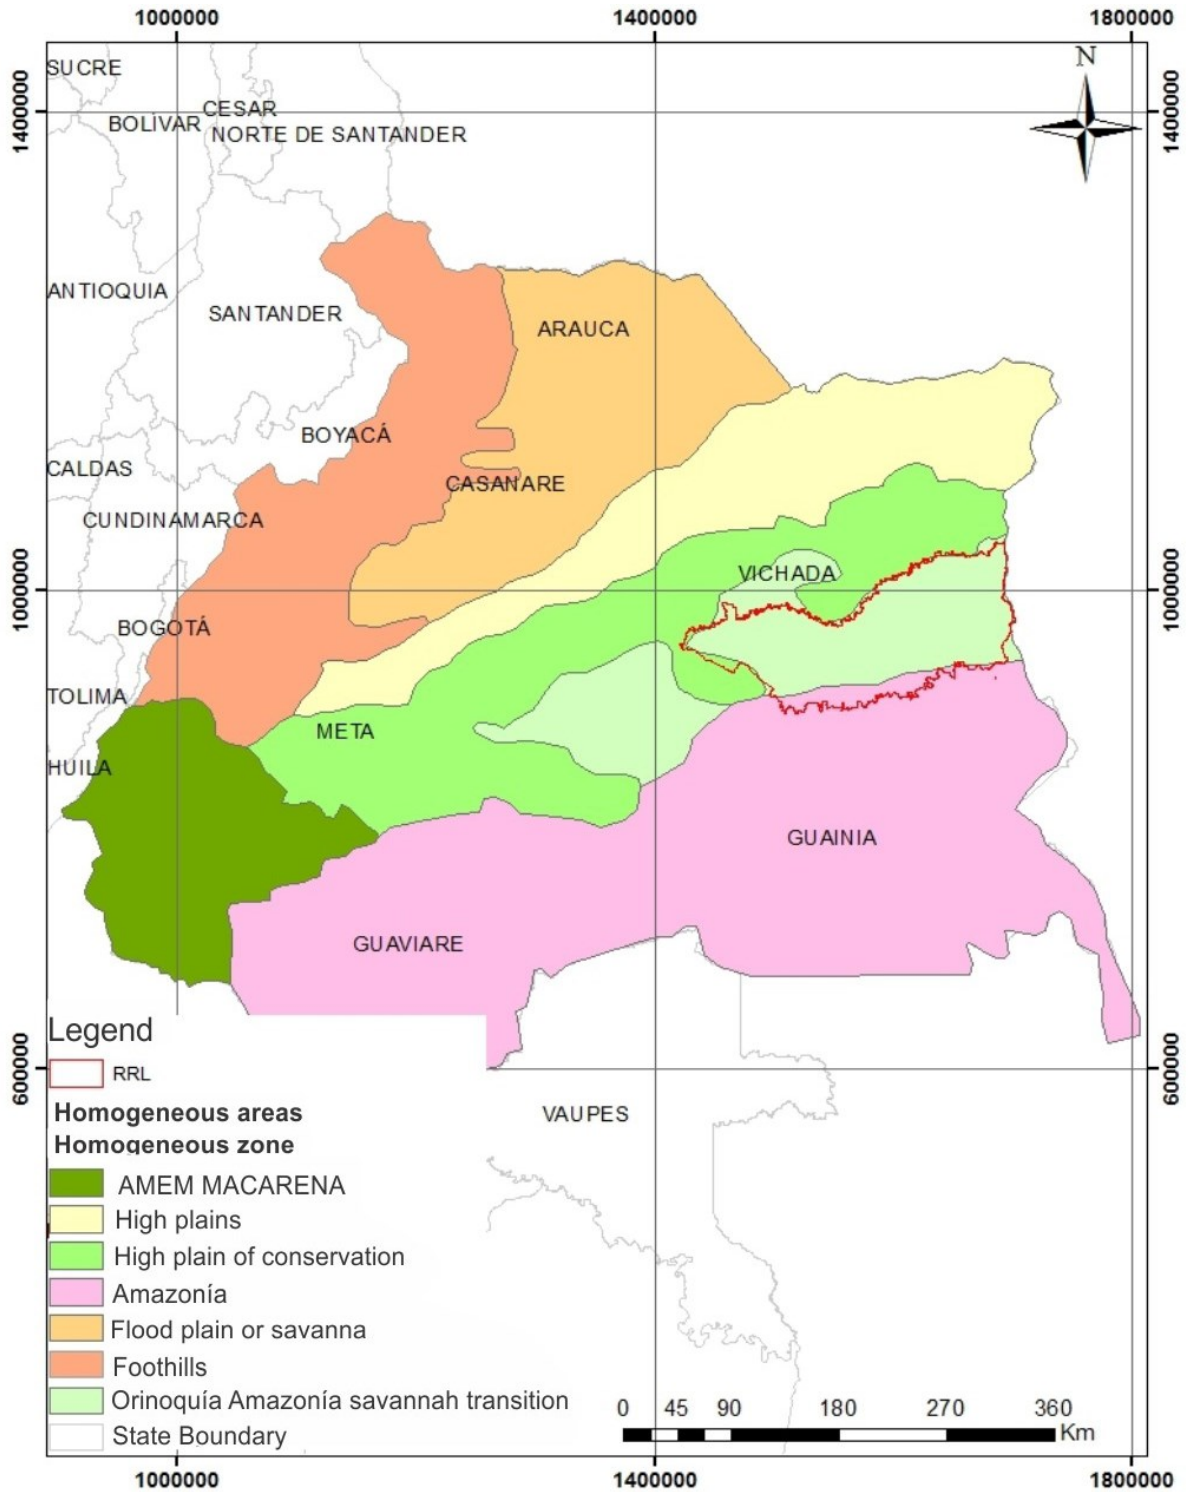 1000000
1400000
1800000
N
1400000
1400000
SUCRE
CESAR
BOLÍVAR
NORTE DE SANTANDER
ANTIOQUIA
SANTANDER
ARAUCA
BOYACÁ
CALDAS
CASANARE
CUNDINAMARCA
VICHADA
1000000
1000000
BOGOTÁ
TOLIMA
META
HUILA
GUAINIA
GUAVIARE
Legend
RRL
600000
600000
Homogeneous areas
Homogeneous zone
VAUPES
AMEM MACARENA
High plains
High plain of conservation
Amazonía
Flood plain or savanna
Foothills
Orinoquía Amazonía savannah transition
State Boundary
0 45 90 180 270 360
Km
1000000
1400000
1800000